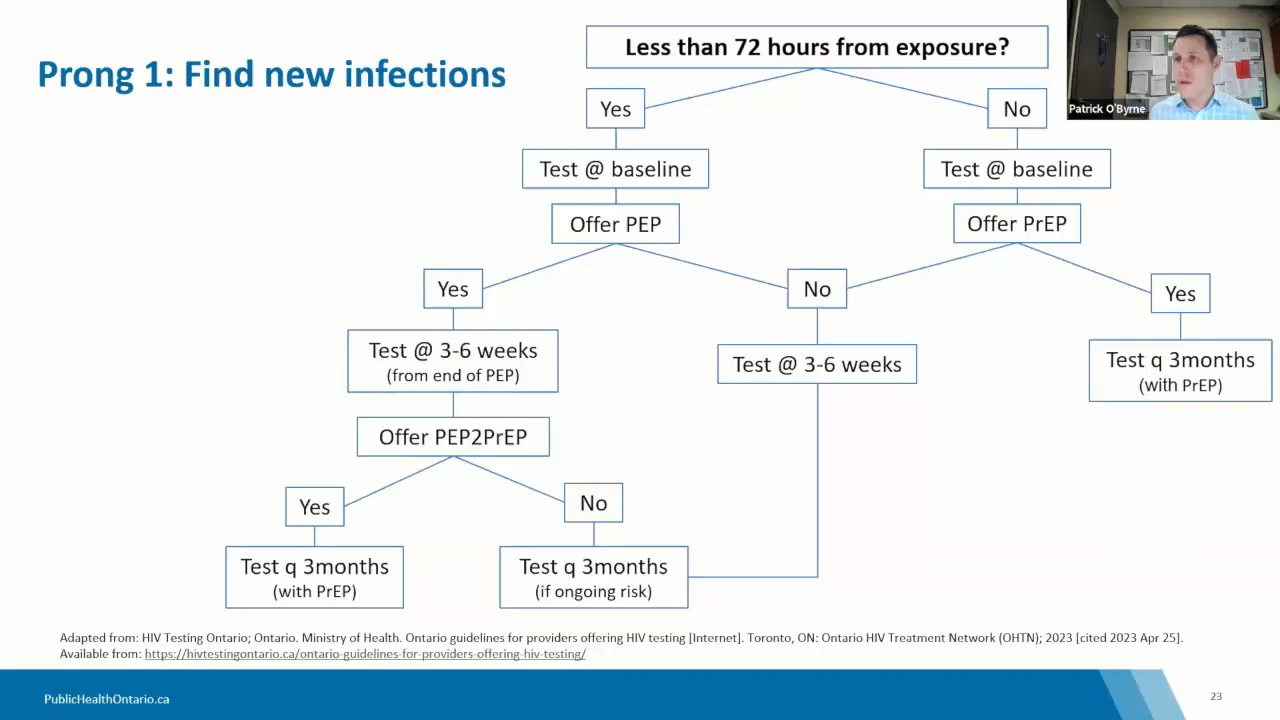 Prong 1: Find new infections
Less than 72 hours from exposure?
Patrick O'Byrne
Yes
No
Test @ baseline
Test @ baseline
Offer PEP
Offer PrEP
Yes
No
Yes
Test @ 3-6 weeks
(from end of PEP)
Test @ 3-6 weeks
Test q 3months
(with PrEP)
Offer PEP2PrEP
Yes
No
Test q 3months
(with PrEP)
Test q 3months
(if ongoing risk)
Adapted from: HIV Testing Ontario; Ontario. Ministry of Health. Ontario guidelines for providers offering HIV testing [Internet]. Toronto, ON: Ontario HIV Treatment Network (OHTN); 2023 [cited 2023 Apr 25].
Available from: https://hivtestingontario.ca/ontario-guidelines-for-providers-offering-hiv-testing/
PublicHealthOntario.ca
23